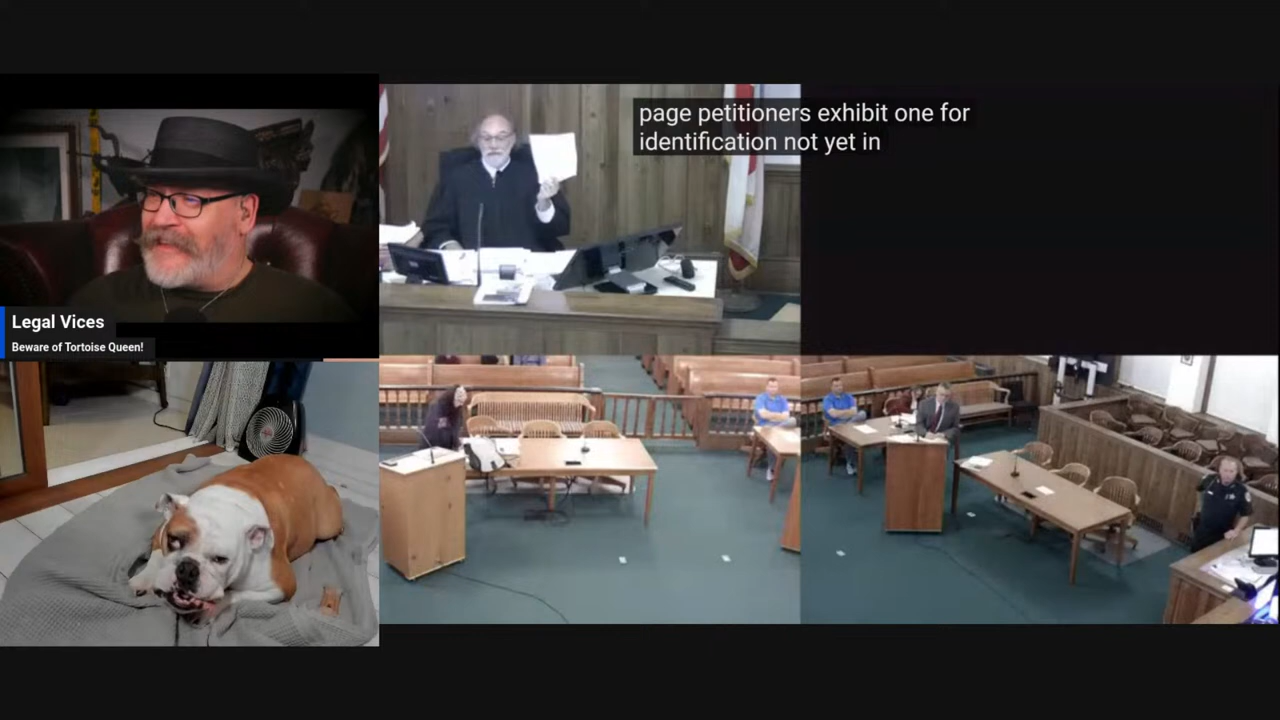 page petitioners exhibit one for
identification not yet in
Legal Vices
Beware of Tortoise Queen!